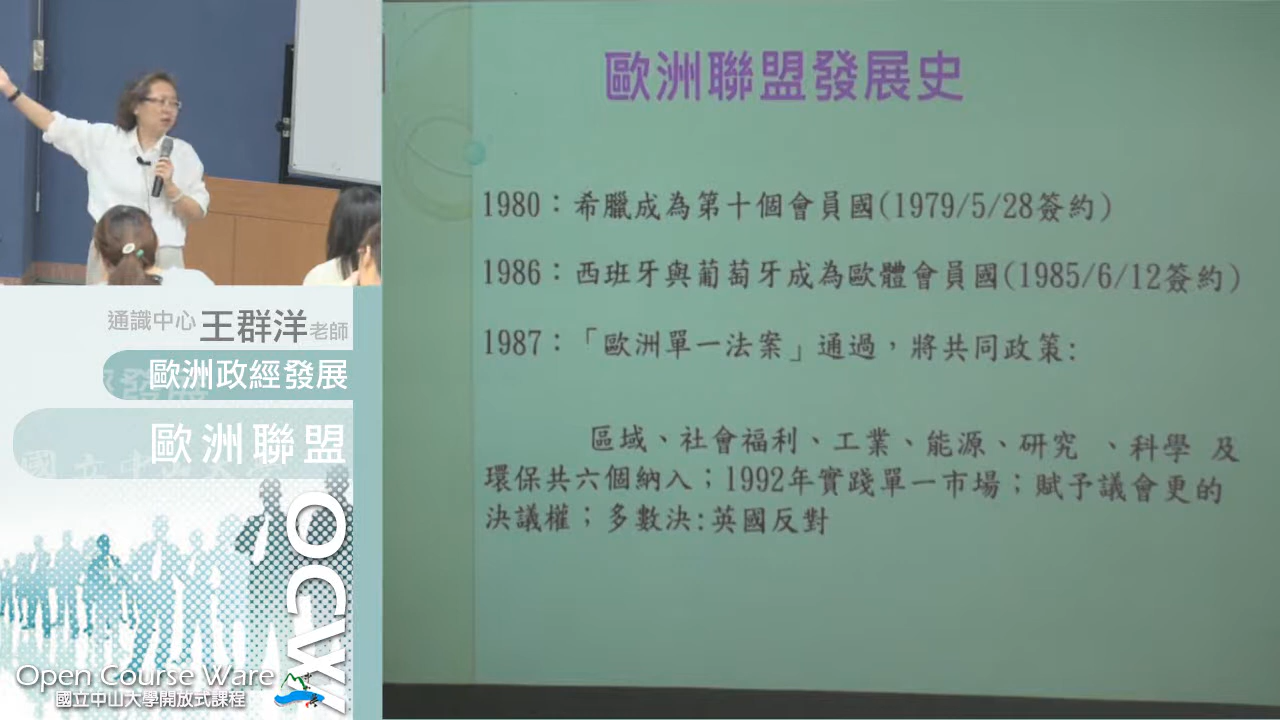 歐洲聯盟發展史
1980：希臘成為第十個會員國(1979/5/28簽約)
1986：西班牙與葡萄牙成為歐體會員國(1985/6/12簽約)
1987：「歐洲單一法案」通過，將共同政策:
區域、社會福利、工業、能源、研究 、科學 及
環保共六個納入；1992年實踐單一市場；賦予議會更的
決議權；多數決:英國反對
通識中心 王群洋老師
歐洲政經發展
歐洲聯盟
OCW
Open Course Ware
國立中山大學開放式課程